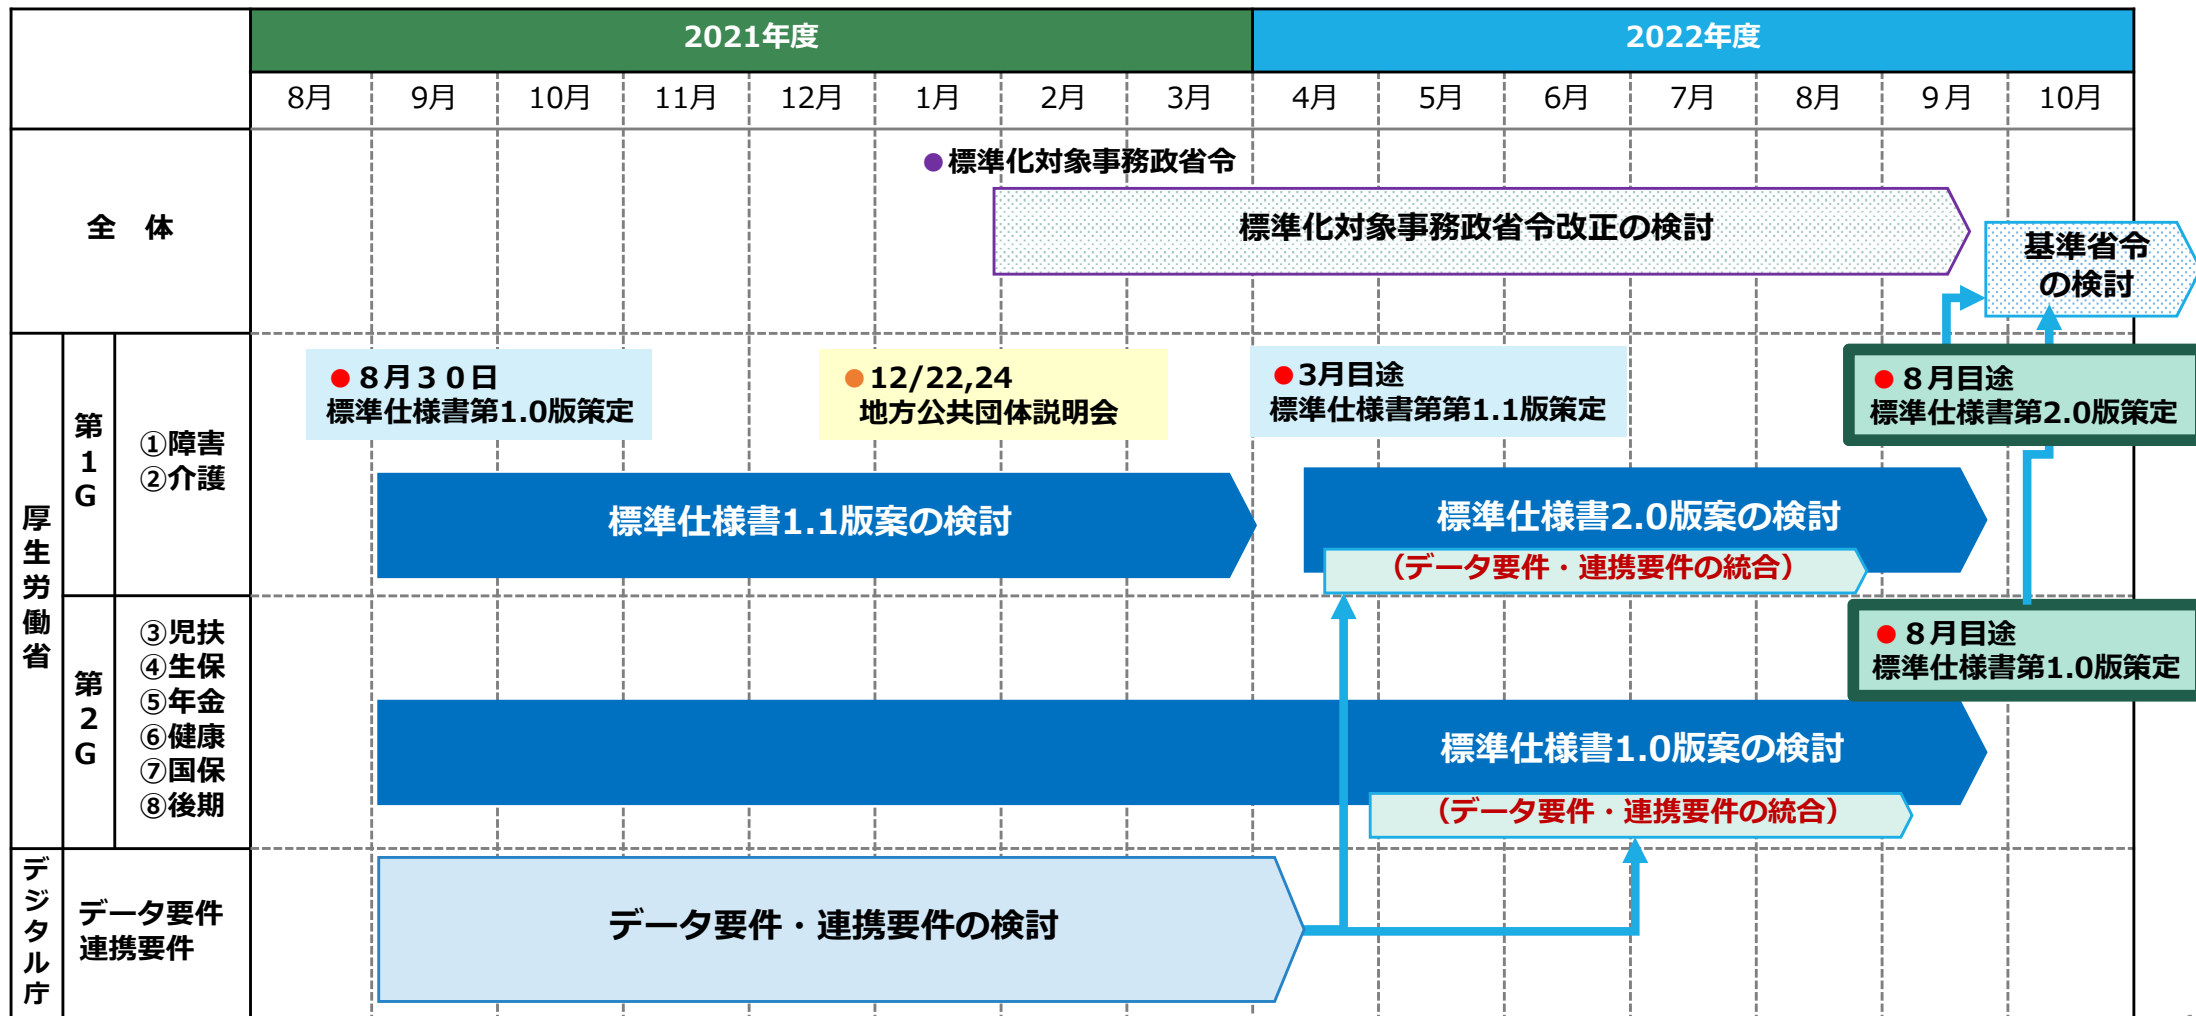 2021年度
2022年度
8月 9月 10月 11月 12月 1月 2月 3月 4月 5月 6月 7月 8月 9月 10月
全 体
●標準化対象事務政省令
標準化対象事務政省令改正の検討
基準省令
の検討
厚生労働省
第1G
①障害
②介護
●8月30日
標準仕様書第1.0版策定
●12/22,24
地方公共団体説明会
●3月目途
標準仕様書第第1.1版策定
●8月目途
標準仕様書第2.0版策定
標準仕様書1.1版案の検討
標準仕様書2.0版案の検討
(データ要件・連携要件の統合)
第2G
③児扶
④生保
⑤年金
⑥健康
⑦国保
⑧後期
●8月目途
標準仕様書第1.0版策定
標準仕様書1.0版案の検討
(データ要件・連携要件の統合)
デジタル庁
データ要件
連携要件
データ要件・連携要件の検討